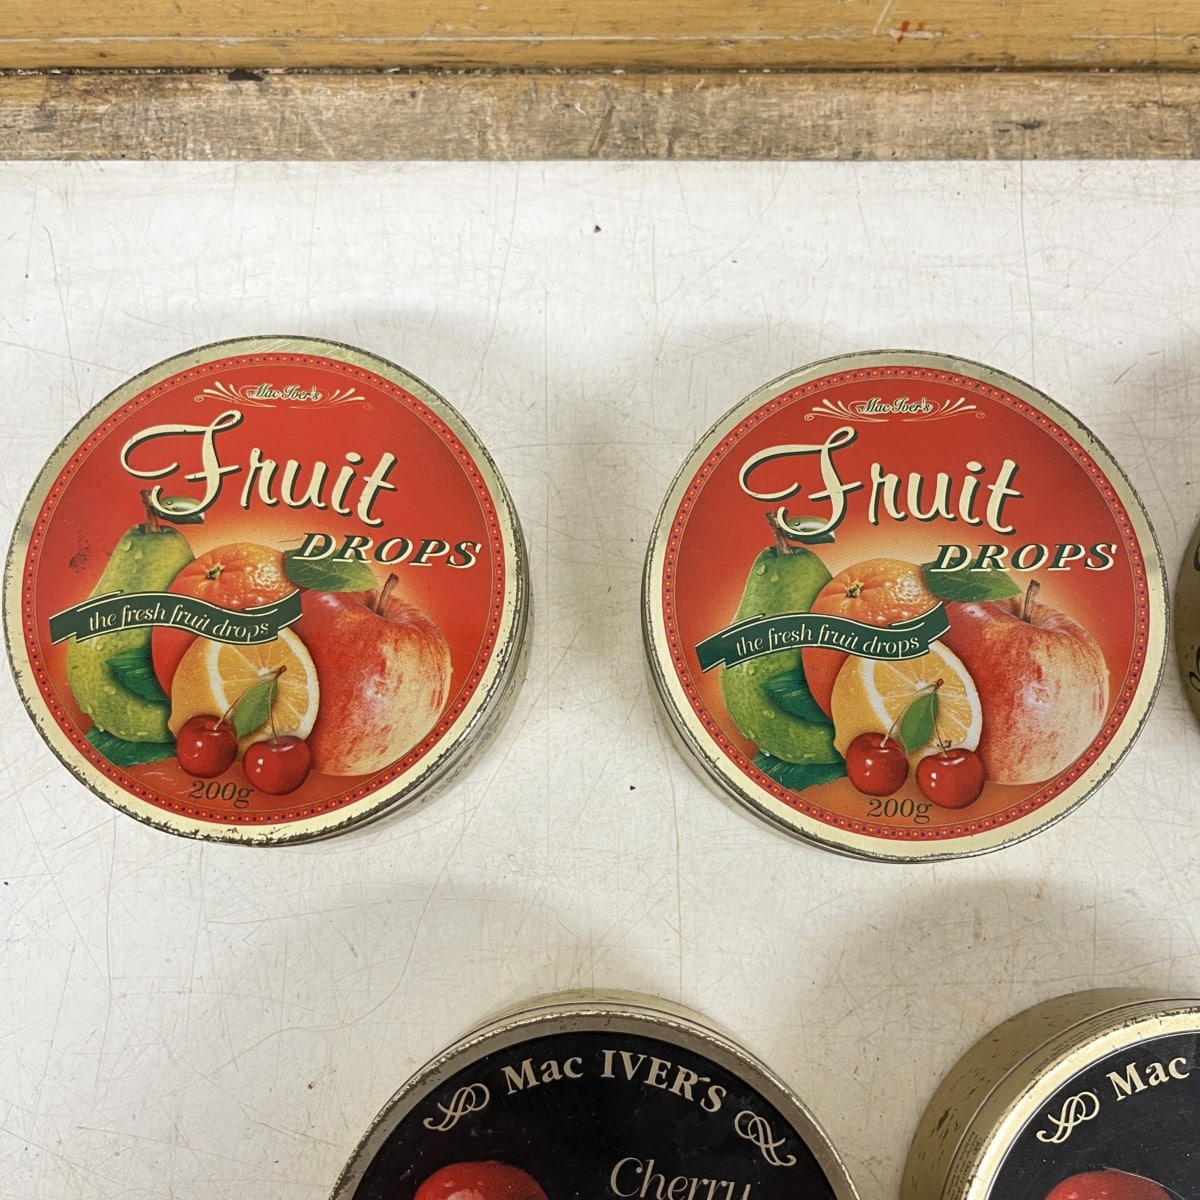 Mac Iver's
Fruit
DROPS
the fresh fruit drops
200g
Mac Iver's
Fruit
DROPS
the fresh fruit drops
200g
Mac IVER'S
Cherry
Mac